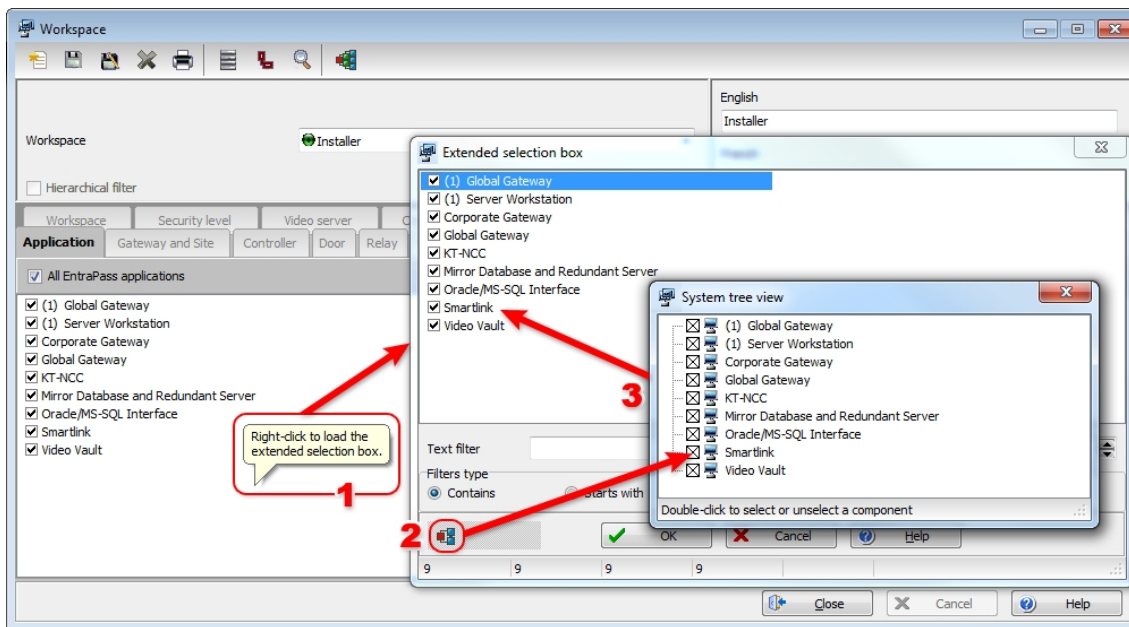 Workspace
English
Installer
Workspace
Installer
Hierarchical filter
Workspace
Security level
Video server
Application
Gateway and Site
Controller
Door
Relay
All EntraPass applications
(1) Global Gateway
(1) Server Workstation
Corporate Gateway
Global Gateway
KT-NCC
Mirror Database and Redundant Server
Oracle/MS-SQL Interface
Smartlink
Video Vault
Right-click to load the
extended selection box.
1
Extended selection box
(1) Global Gateway
(1) Server Workstation
Corporate Gateway
Global Gateway
KT-NCC
Mirror Database and Redundant Server
Oracle/MS-SQL Interface
Smartlink
Video Vault
Text filter
Filters type
Contains
Starts with
2
OK
Cancel
Help
9 9 9 9
System tree view
(1) Global Gateway
(1) Server Workstation
Corporate Gateway
Global Gateway
KT-NCC
Mirror Database and Redundant Server
Oracle/MS-SQL Interface
Smartlink
Video Vault
Double-click to select or unselect a component
3
Close
Cancel
Help